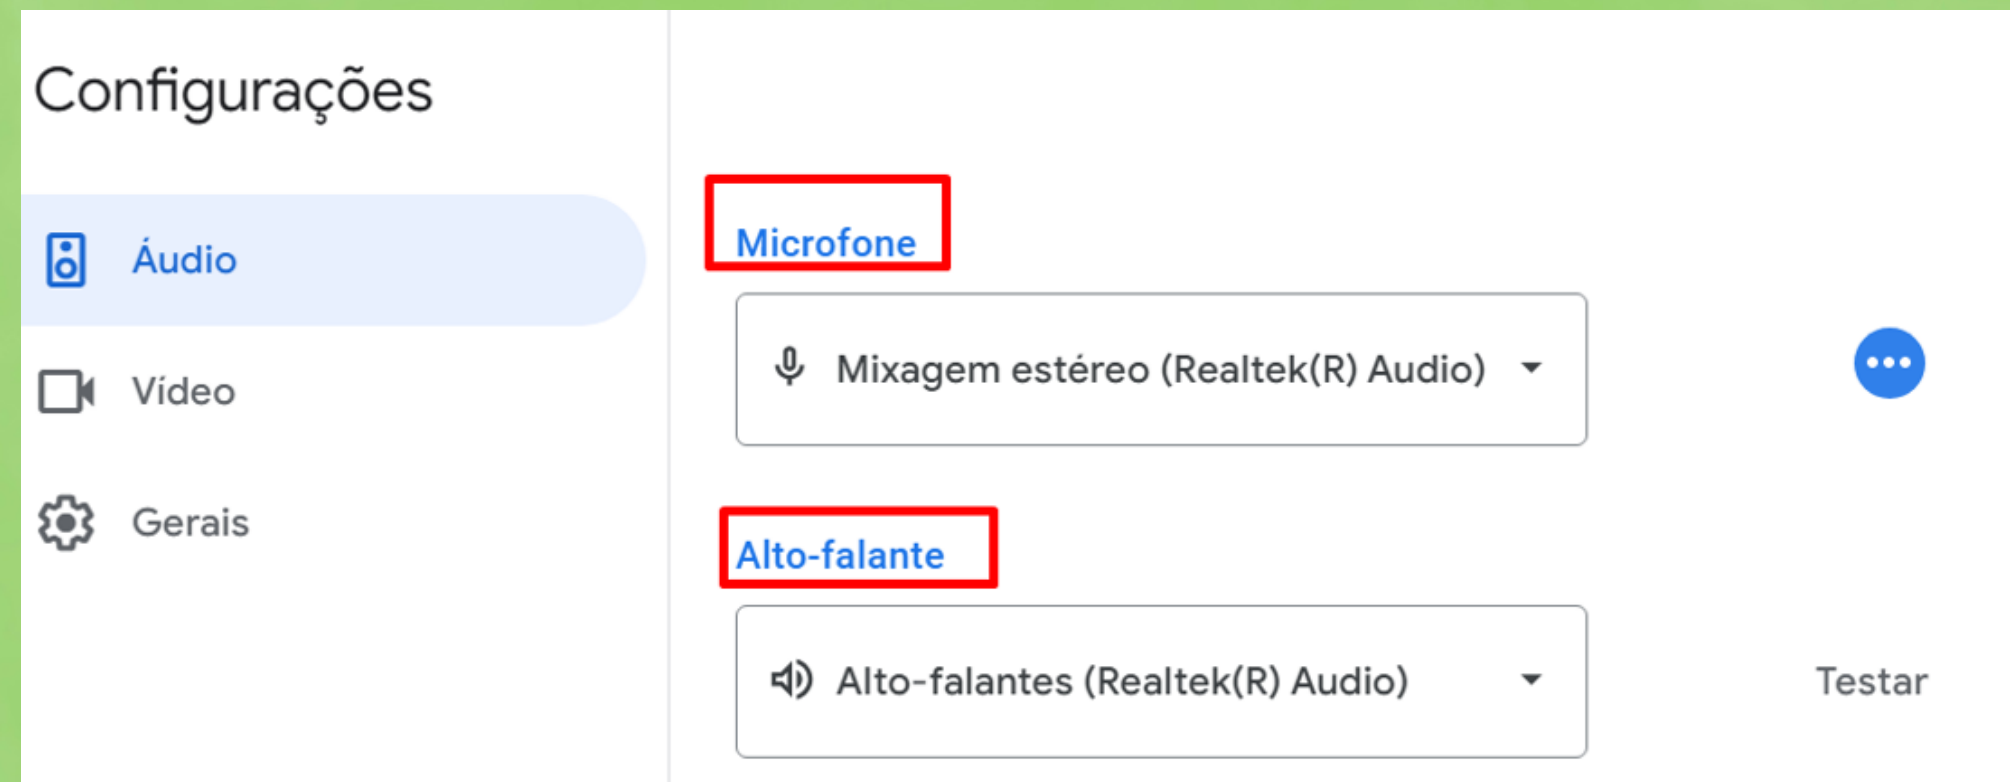 Configurações
Áudio
Vídeo
Gerais
Microfone
Mixagem estéreo (Realtek(R) Audio)
Alto-falante
Alto-falantes (Realtek(R) Audio)
Testar